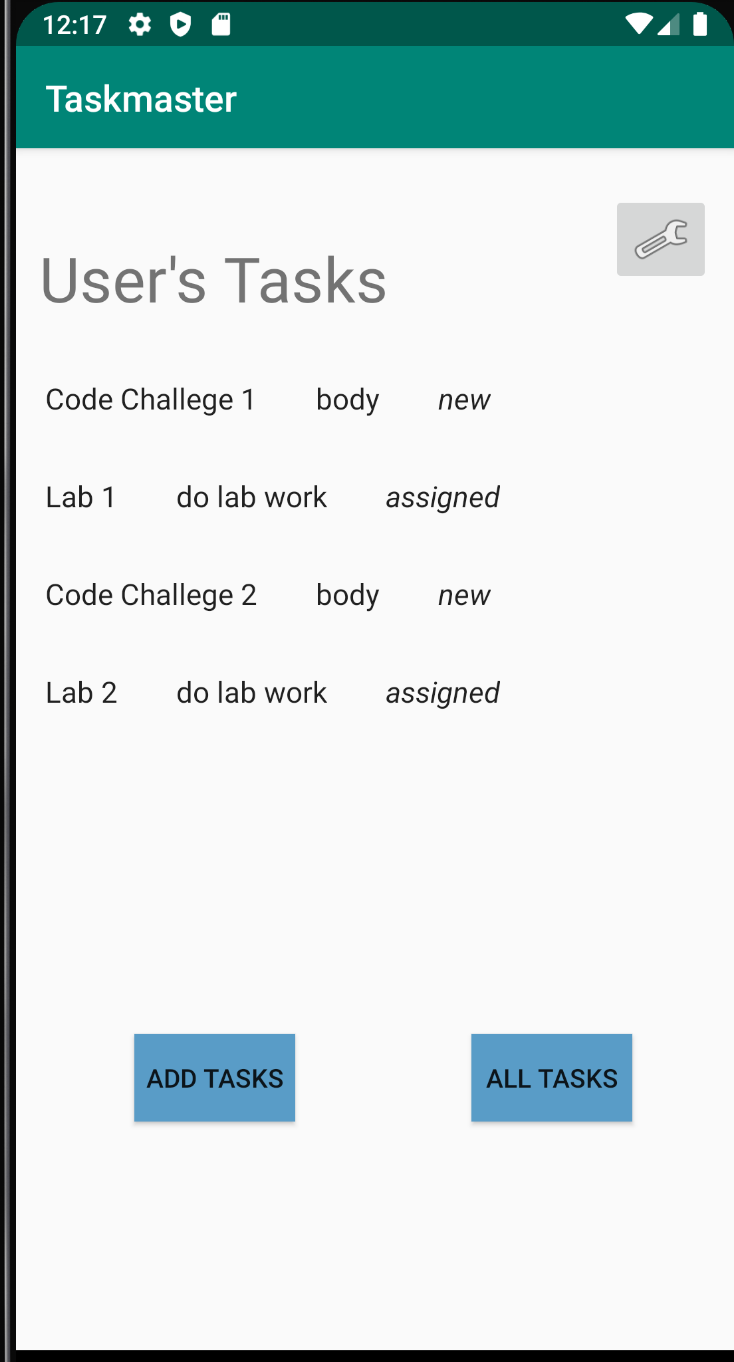 12:17
Taskmaster
User's Tasks
Code Challege 1 body new
Lab 1 do lab work assigned
Code Challege 2 body new
Lab 2 do lab work assigned
ADD TASKS ALL TASKS